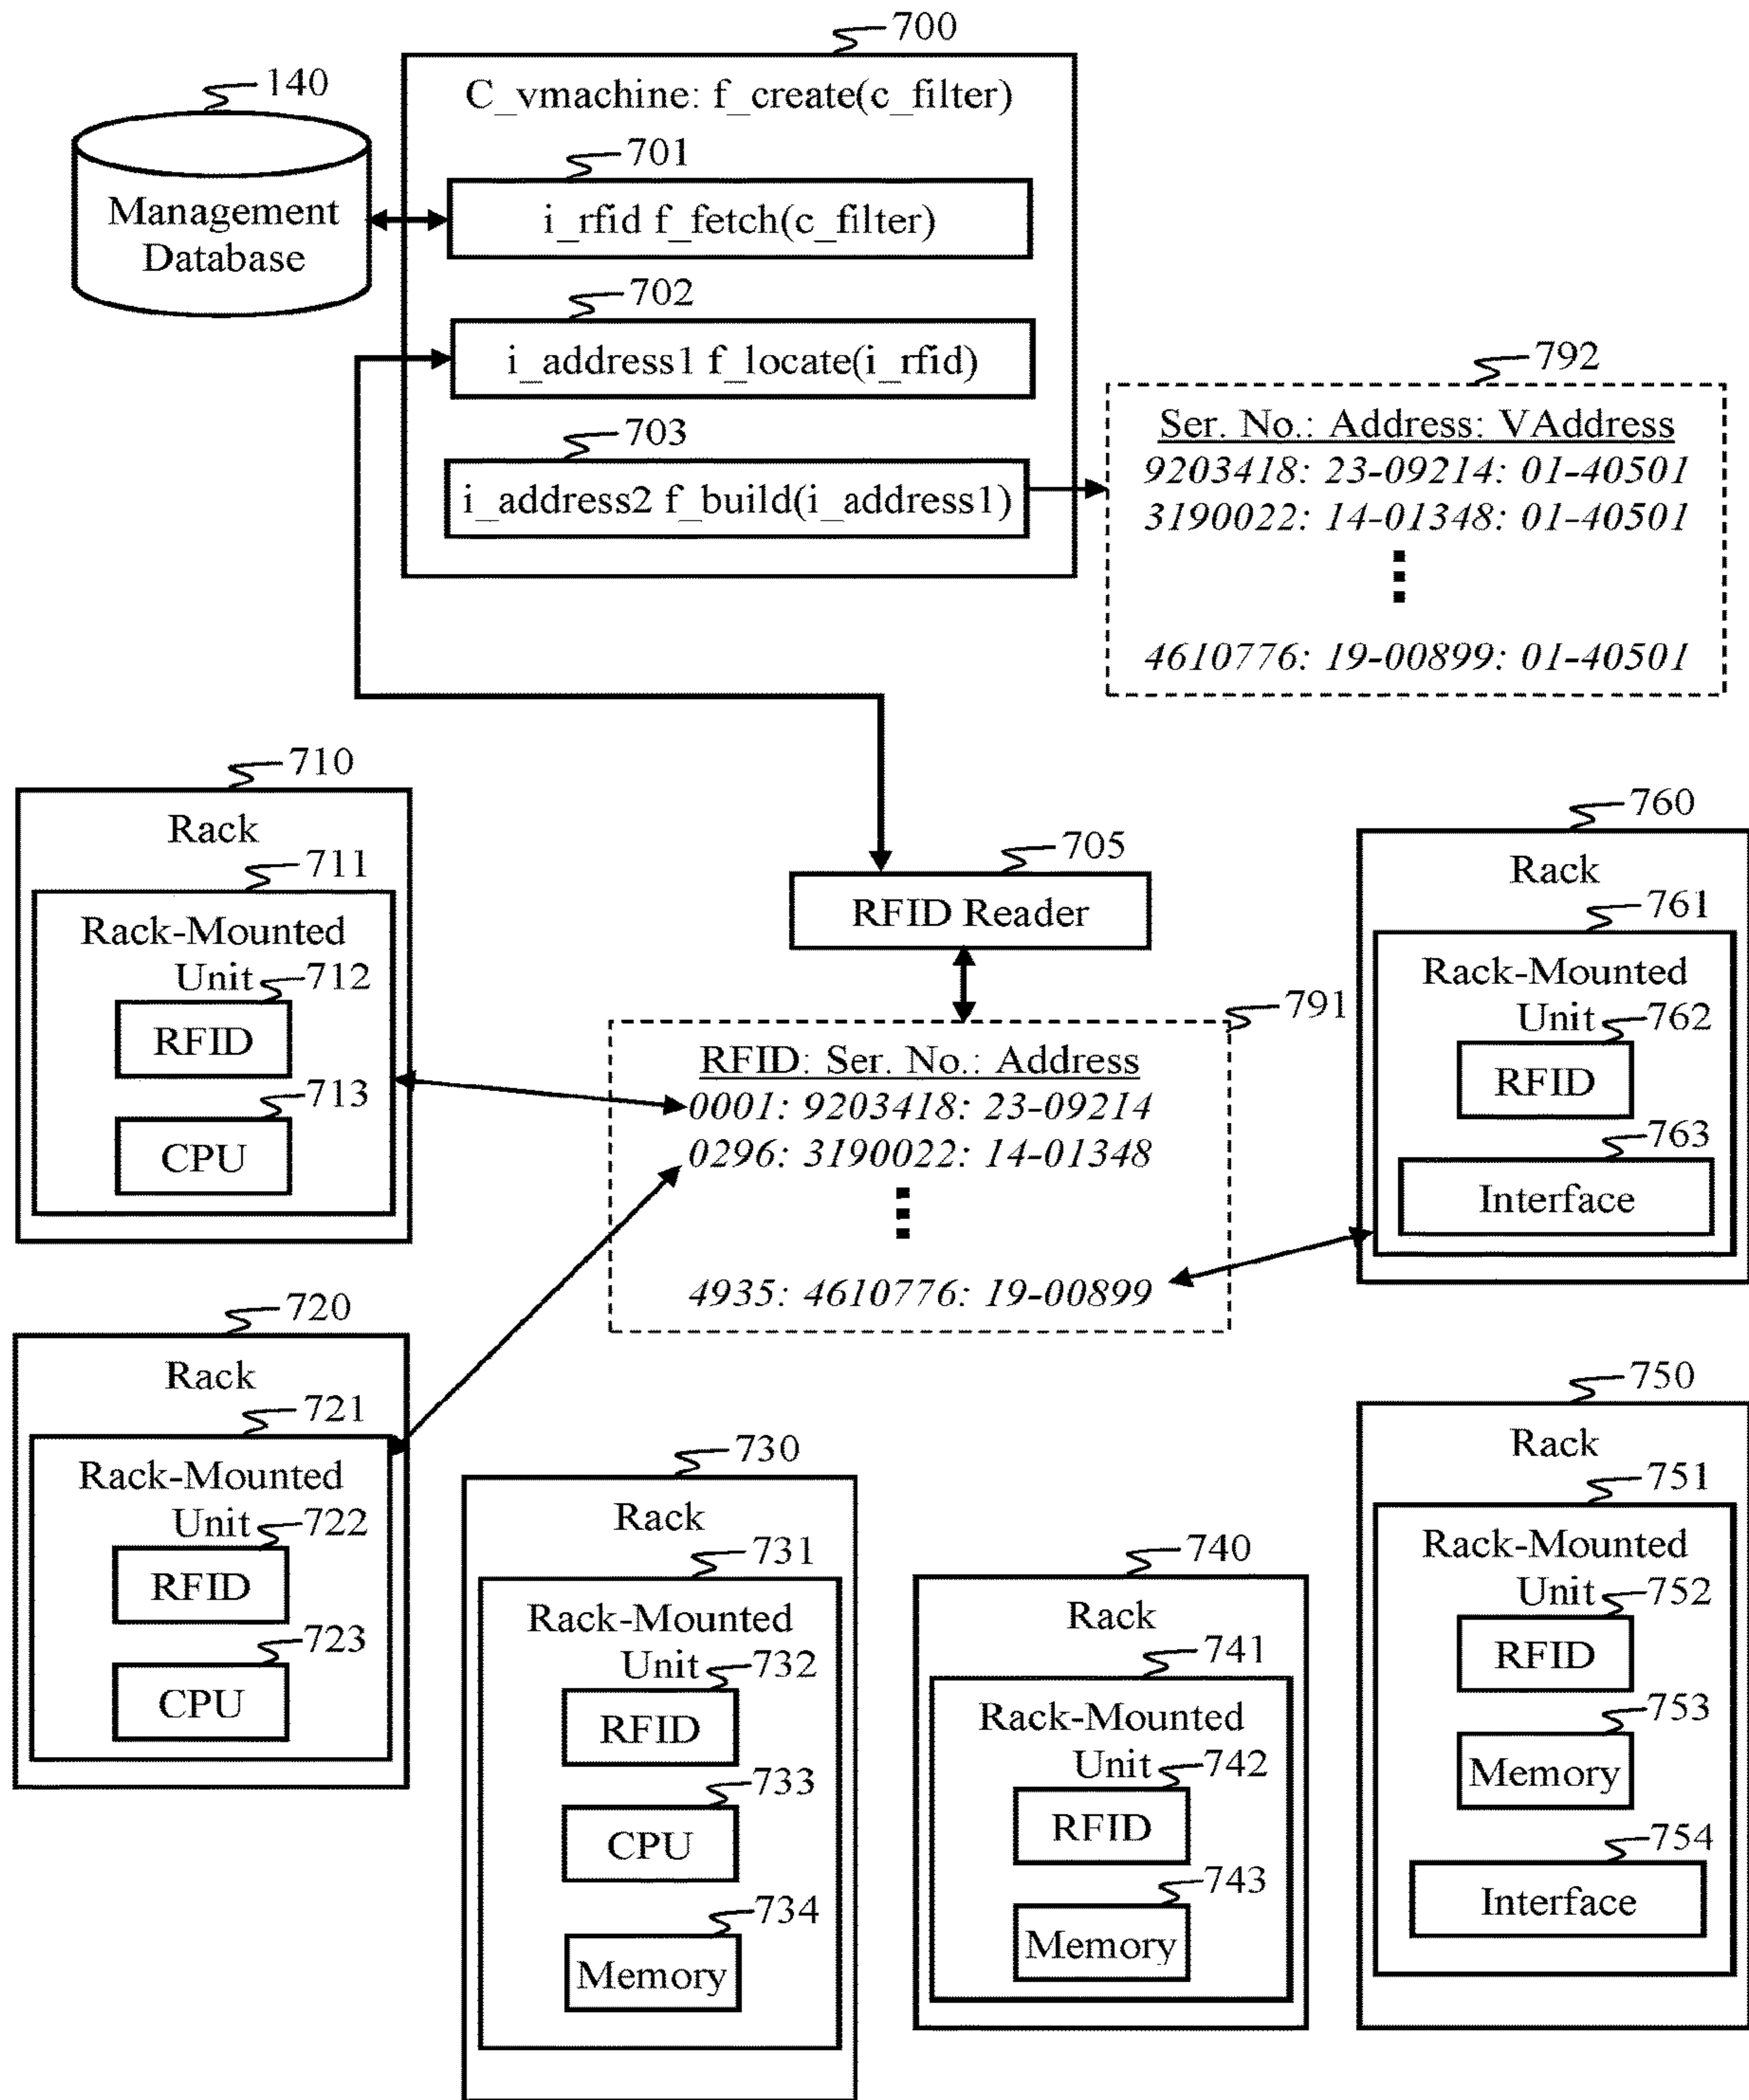 700
140
C_vmachine: f_create(c_filter)
701
Management
Database
i_rfid f_fetch(c_filter)
702
i_address1 f_locate(i_rfid)
792
703
Ser. No.: Address: VAddress
9203418: 23-09214: 01-40501
i_address2 f_build(i_address1)
3190022: 14-01348: 01-40501
4610776: 19-00899: 01-40501
710
Rack
711
Rack-Mounted
Unit
712
RFID
713
CPU
705
RFID Reader
791
RFID: Ser. No.: Address
0001: 9203418: 23-09214
0296: 3190022: 14-01348
4935: 4610776: 19-00899
760
Rack
761
Rack-Mounted
Unit
762
RFID
763
Interface
720
Rack
721
Rack-Mounted
Unit
722
RFID
723
CPU
730
Rack
731
Rack-Mounted
Unit
732
RFID
733
CPU
734
Memory
740
Rack
741
Rack-Mounted
Unit
742
RFID
743
Memory
750
Rack
751
Rack-Mounted
Unit
752
RFID
753
Memory
754
Interface